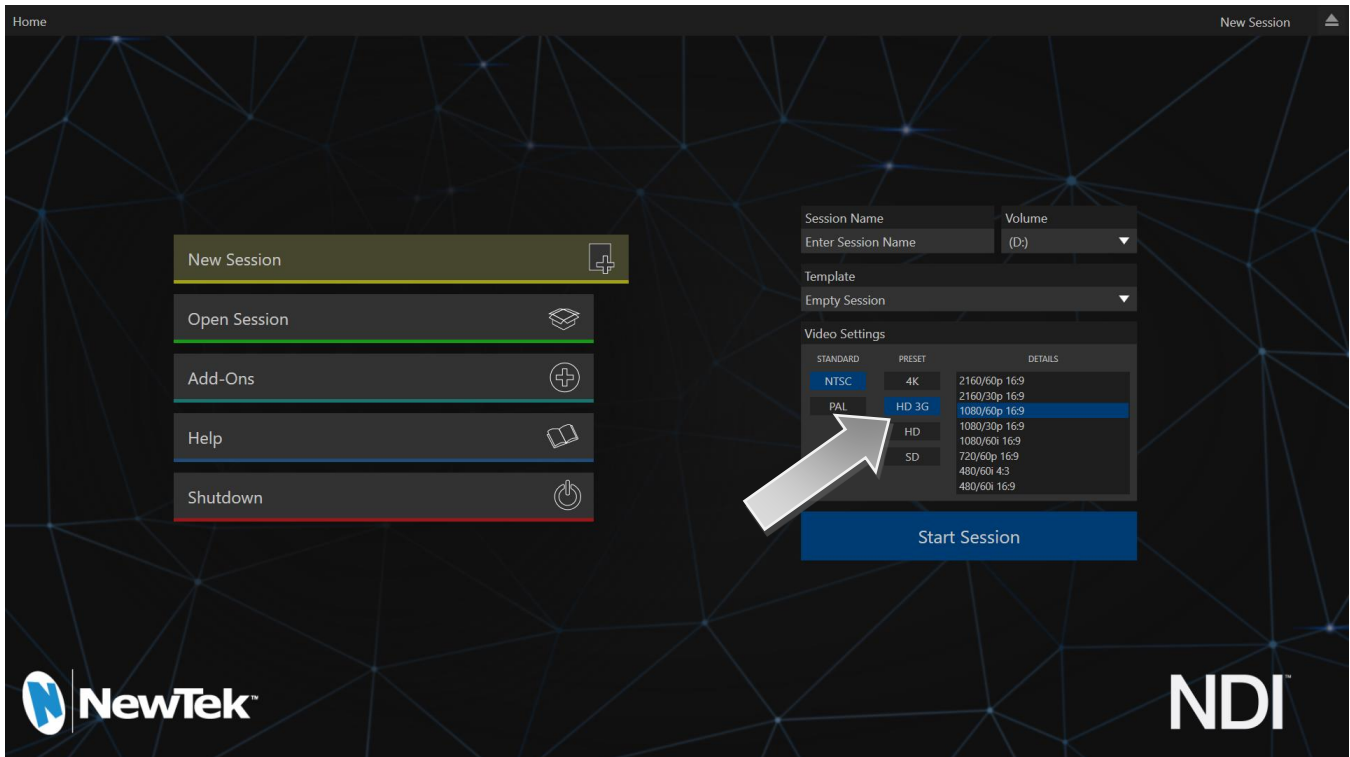 Home
New Session
New Session
Open Session
Add-Ons
Help
Shutdown
Session Name
Volume
Enter Session Name
(D:)
Template
Empty Session
Video Settings
STANDARD
PRESET
DETAILS
NTSC
PAL
4K
HD 3G
HD
SD
2160/60p 16:9
2160/30p 16:9
1080/60p 16:9
1080/30p 16:9
1080/60i 16:9
720/60p 16:9
480/60i 4:3
480/60i 16:9
Start Session
NewTek™
NDI™